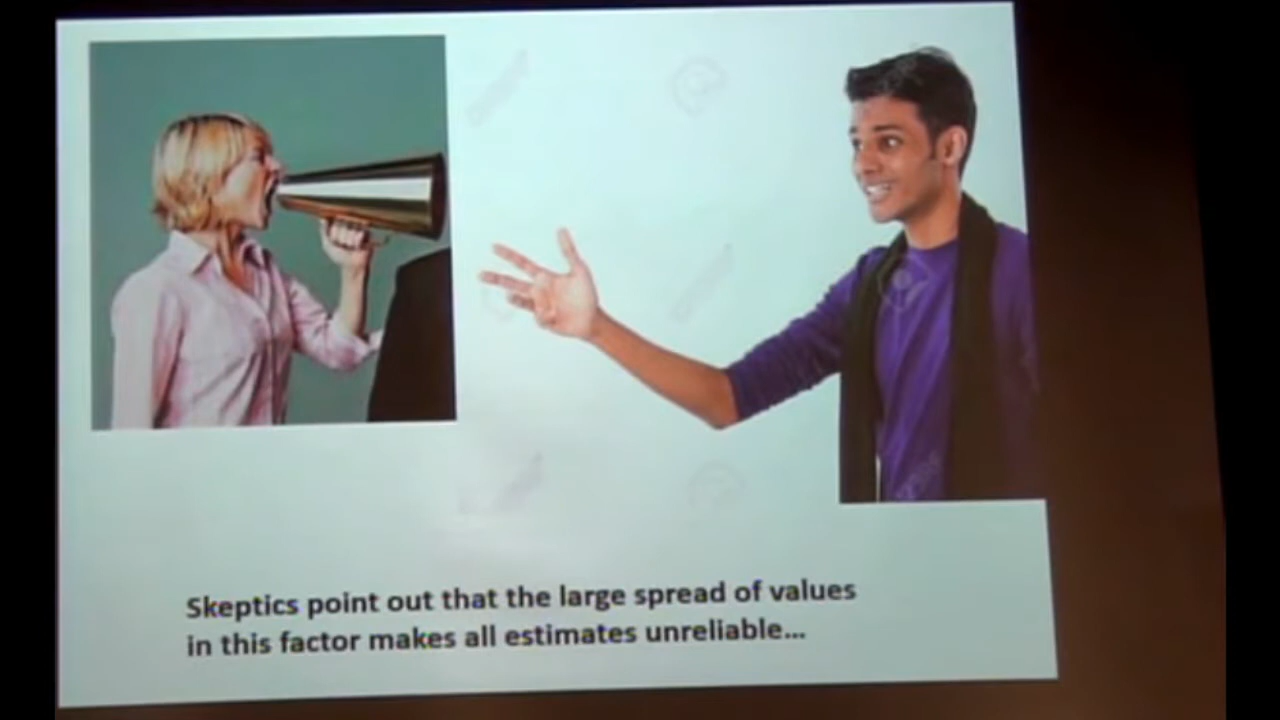 Skeptics point out that the large spread of values
in this factor makes all estimates unreliable...